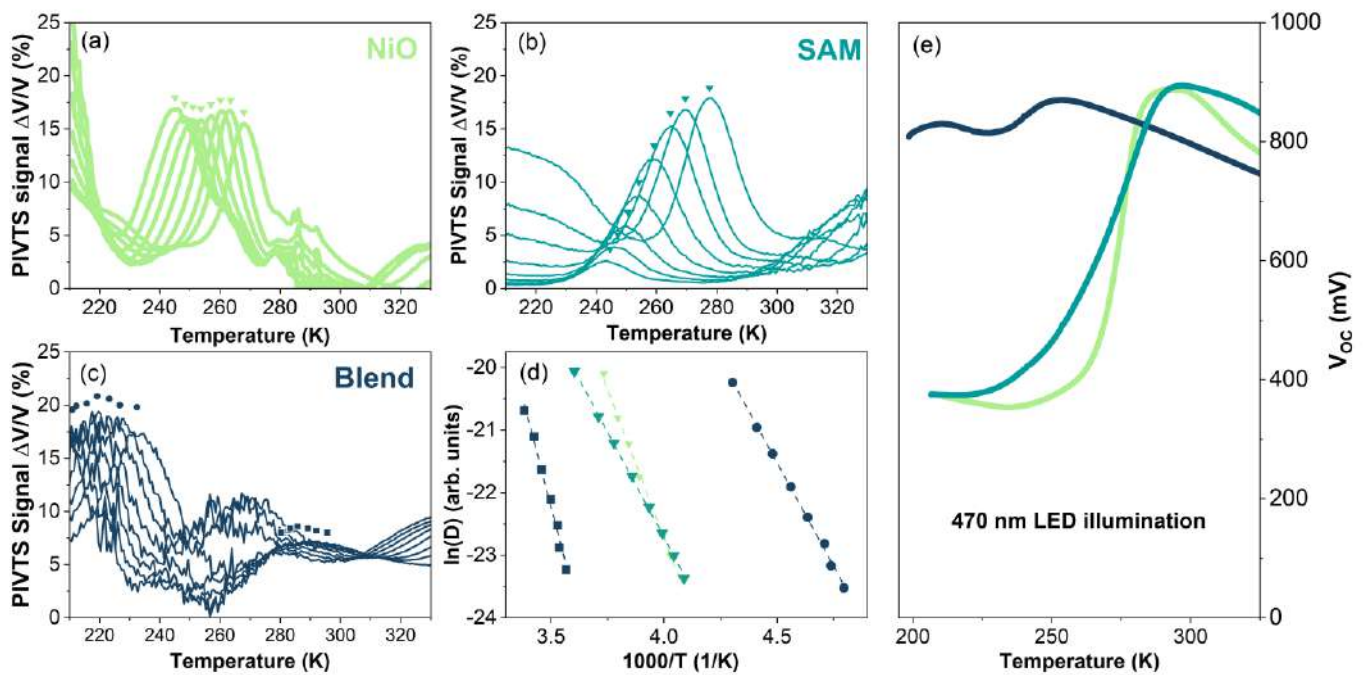 (a)
NiO
PIVTS signal ΔV/V (%)
25
20
15
10
5
0
220
240
260
280
300
320
Temperature (K)
(b)
SAM
PIVTS Signal ΔV/V (%)
25
20
15
10
5
0
220
240
260
280
300
320
Temperature (K)
(c)
Blend
PIVTS Signal ΔV/V (%)
25
20
15
10
5
0
220
240
260
280
300
320
Temperature (K)
(d)
ln(D) (arb. units)
-20
-21
-22
-23
-24
3.5
4.0
4.5
1000/T (1/K)
(e)
470 nm LED illumination
1000
800
600
400
200
0
V_OC (mV)
200
250
300
Temperature (K)